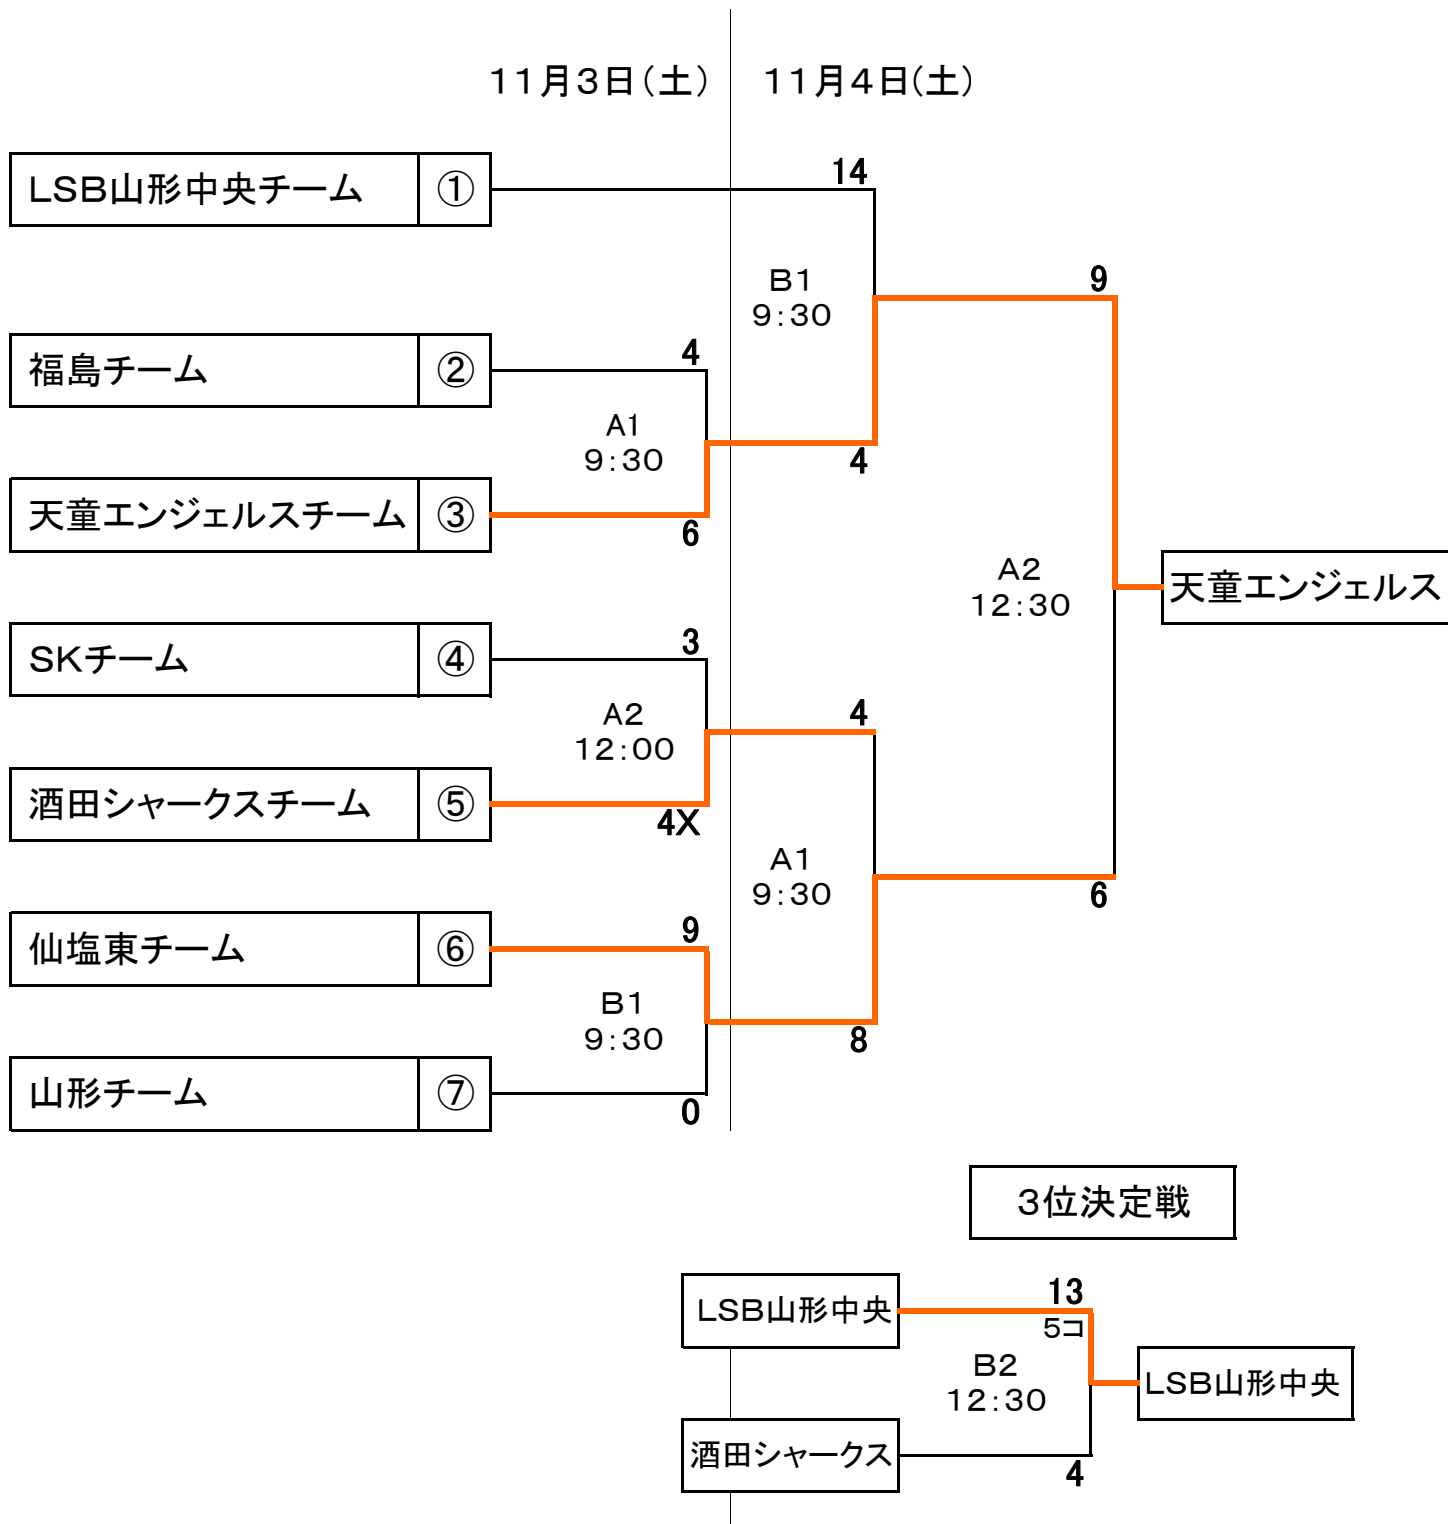 11月3日(土)
11月4日(土)
LSB山形中央チーム ①
14
B1
9:30
9
福島チーム ②
4
A1
9:30
4
天童エンジェルスチーム ③
6
A2
12:30
天童エンジェルス
SKチーム ④
3
A2
12:00
4
酒田シャークスチーム ⑤
4X
A1
9:30
6
仙塩東チーム ⑥
9
B1
9:30
8
山形チーム ⑦
0
3位決定戦
LSB山形中央
13
5コ
B2
12:30
LSB山形中央
酒田シャークス
4